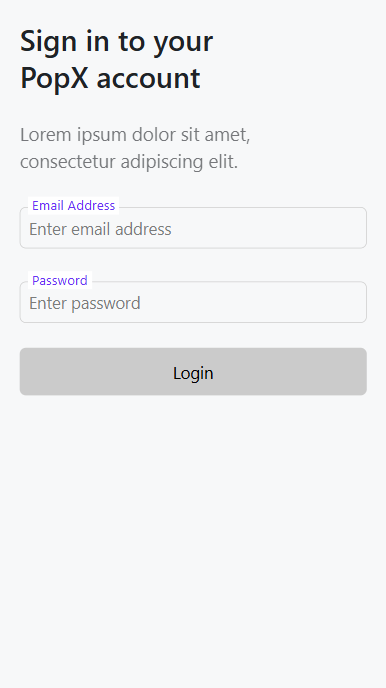 Sign in to your
PopX account
Lorem ipsum dolor sit amet,
consectetur adipiscing elit.
Email Address
Enter email address
Password
Enter password
Login